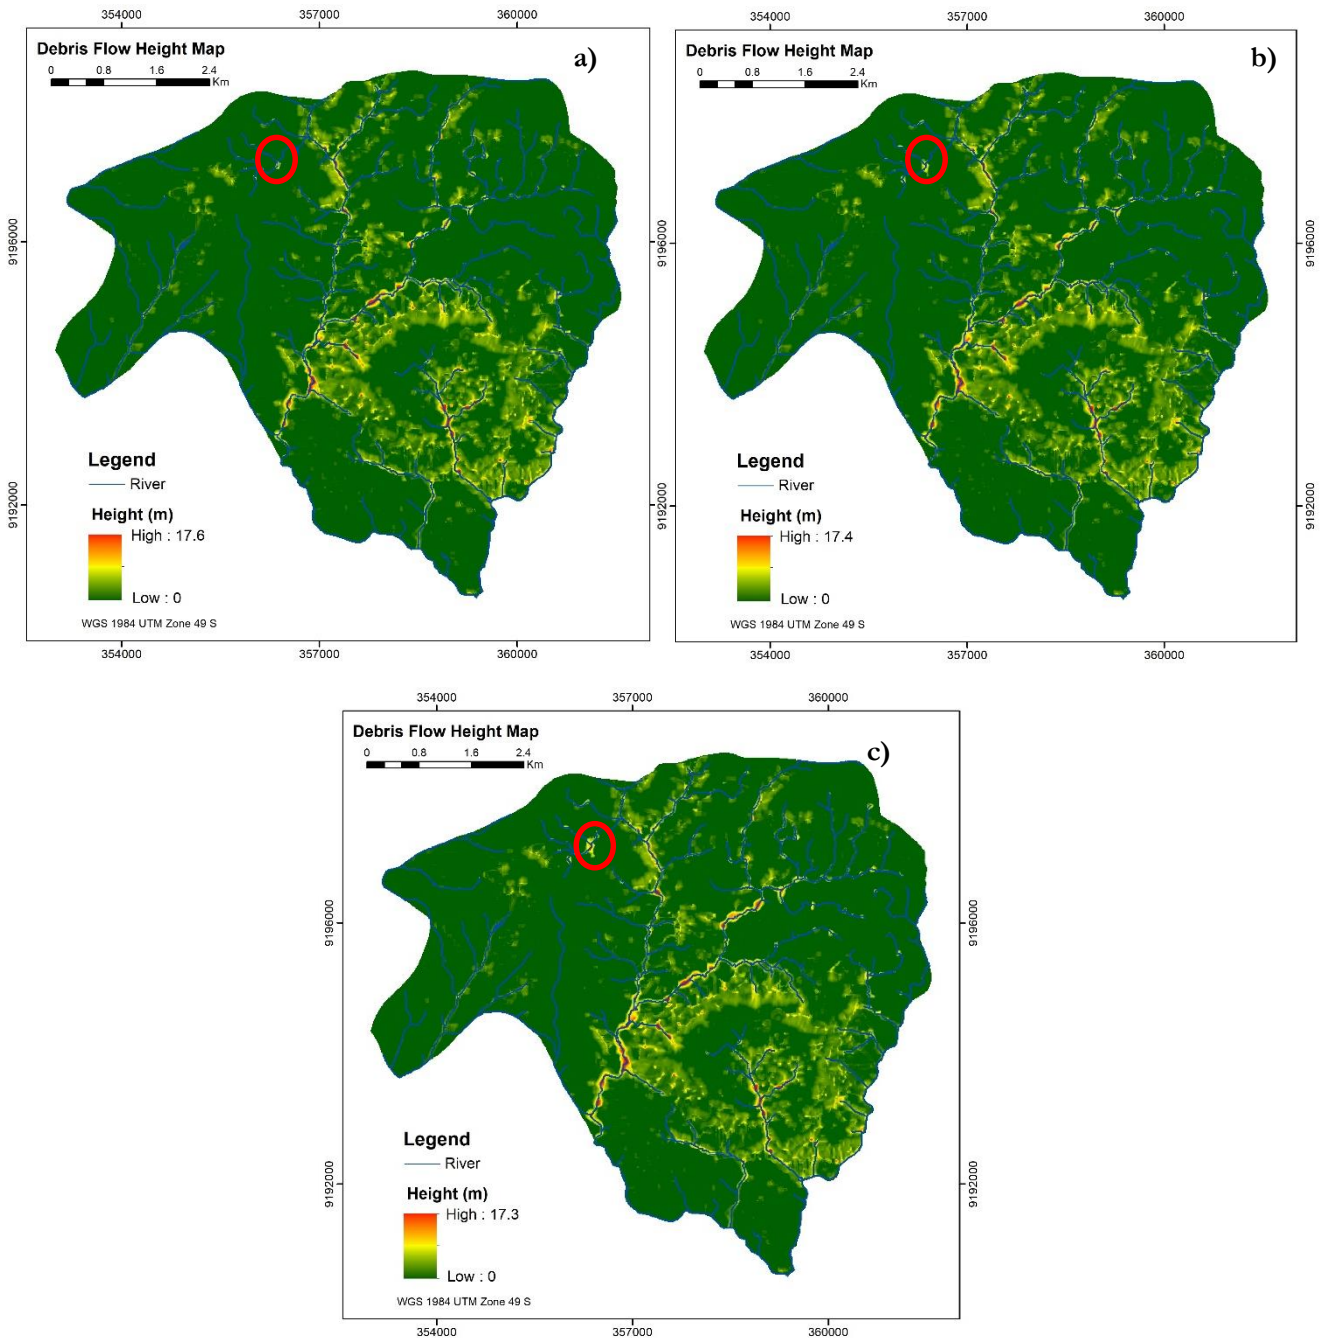 354000 357000 360000
Debris Flow Height Map
a)
0 0.8 1.6 2.4
Km
9196000
9192000
Legend
River
Height (m)
High : 17.6
Low : 0
WGS 1984 UTM Zone 49 S
354000 357000 360000
354000 357000 360000
Debris Flow Height Map
b)
0 0.8 1.6 2.4
Km
9196000
9192000
Legend
River
Height (m)
High : 17.4
Low : 0
WGS 1984 UTM Zone 49 S
9196000
9192000
354000 357000 360000
354000 357000 360000
Debris Flow Height Map
c)
0 0.8 1.6 2.4
Km
9196000
9196000
9192000
9192000
Legend
River
Height (m)
High : 17.3
Low : 0
WGS 1984 UTM Zone 49 S
354000 357000 360000